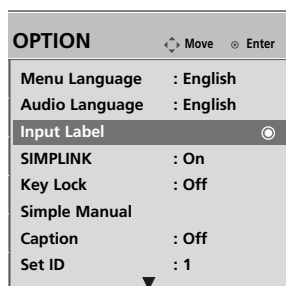 OPTION Move Enter
Menu Language : English
Audio Language : English
Input Label
SIMPLINK : On
Key Lock : Off
Simple Manual
Caption : Off
Set ID : 1